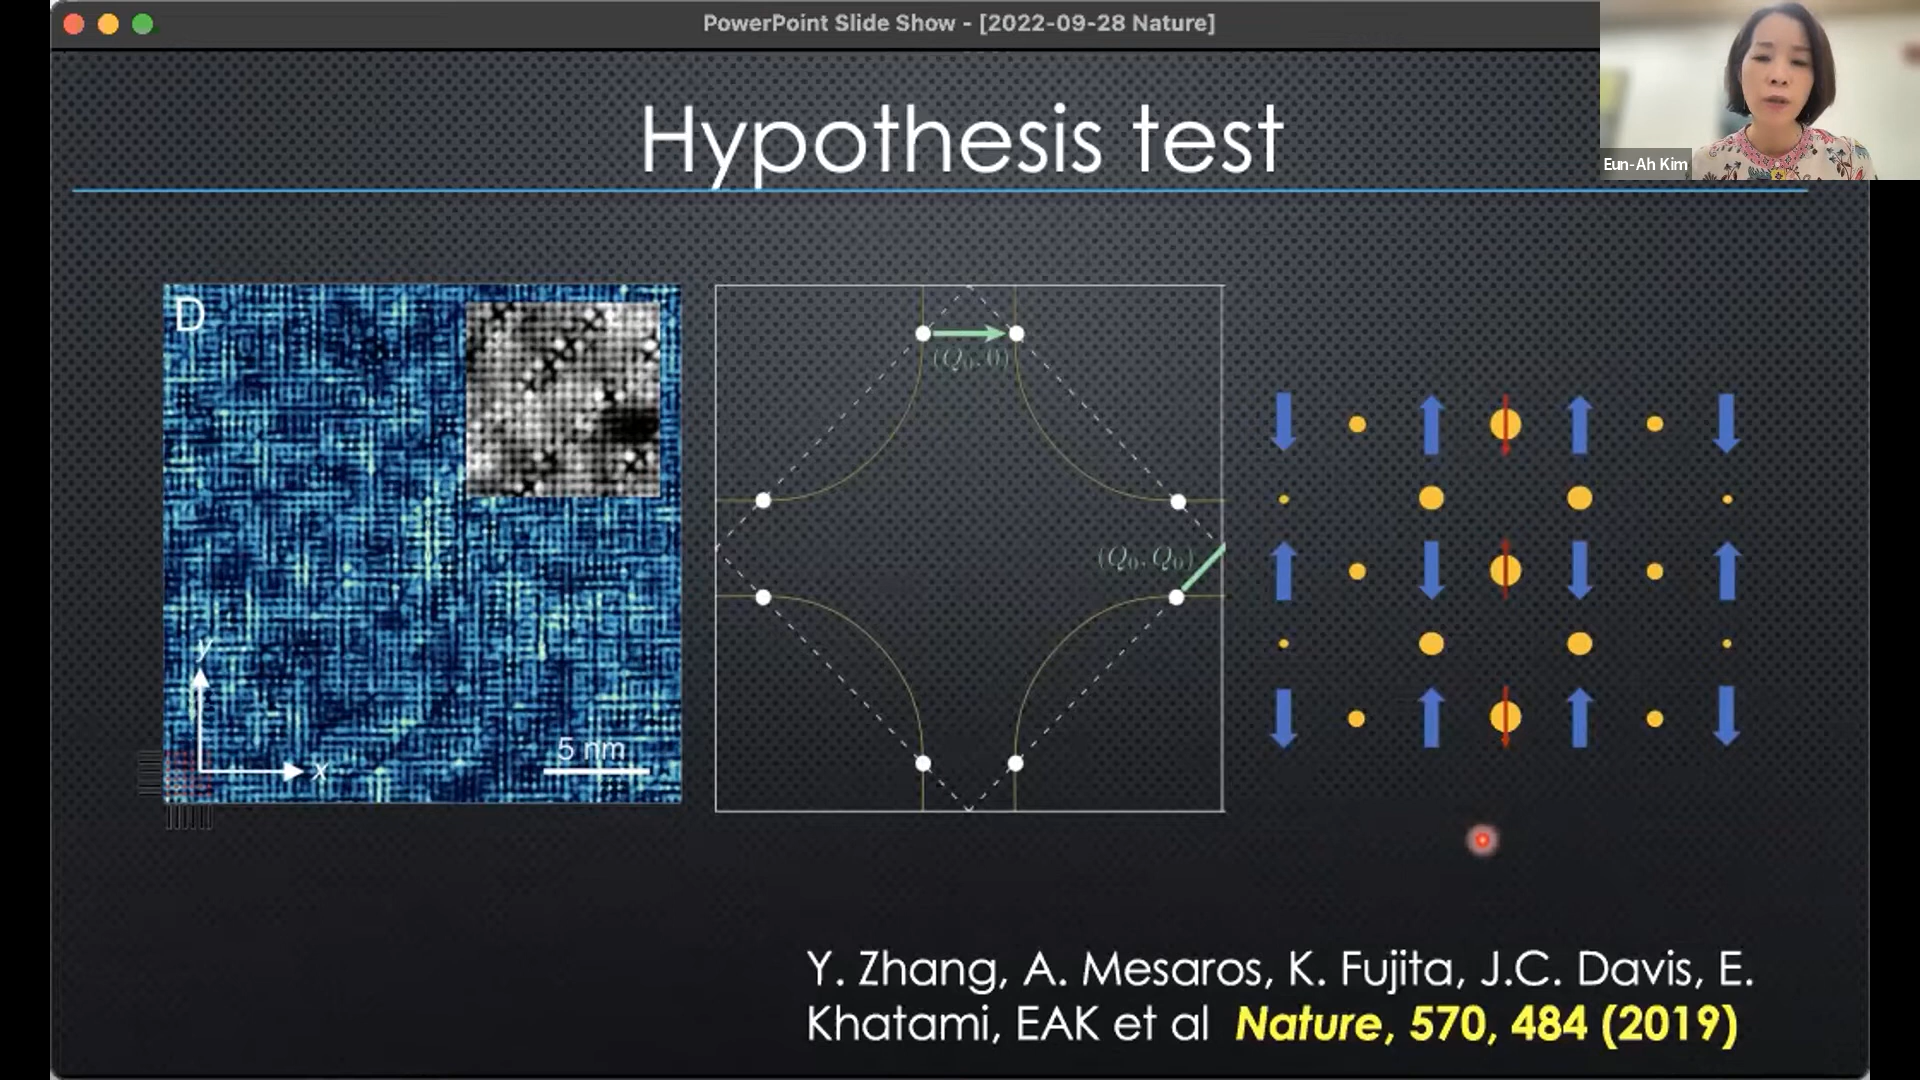 PowerPoint Slide Show - [2022-09-28 Nature]
Eun-Ah Kim
Hypothesis test
D
y
x
5 nm
(Q₀, 0)
(Q₀, Q₀)
Y. Zhang, A. Mesaros, K. Fujita, J.C. Davis, E.
Khatami, EAK et al Nature, 570, 484 (2019)